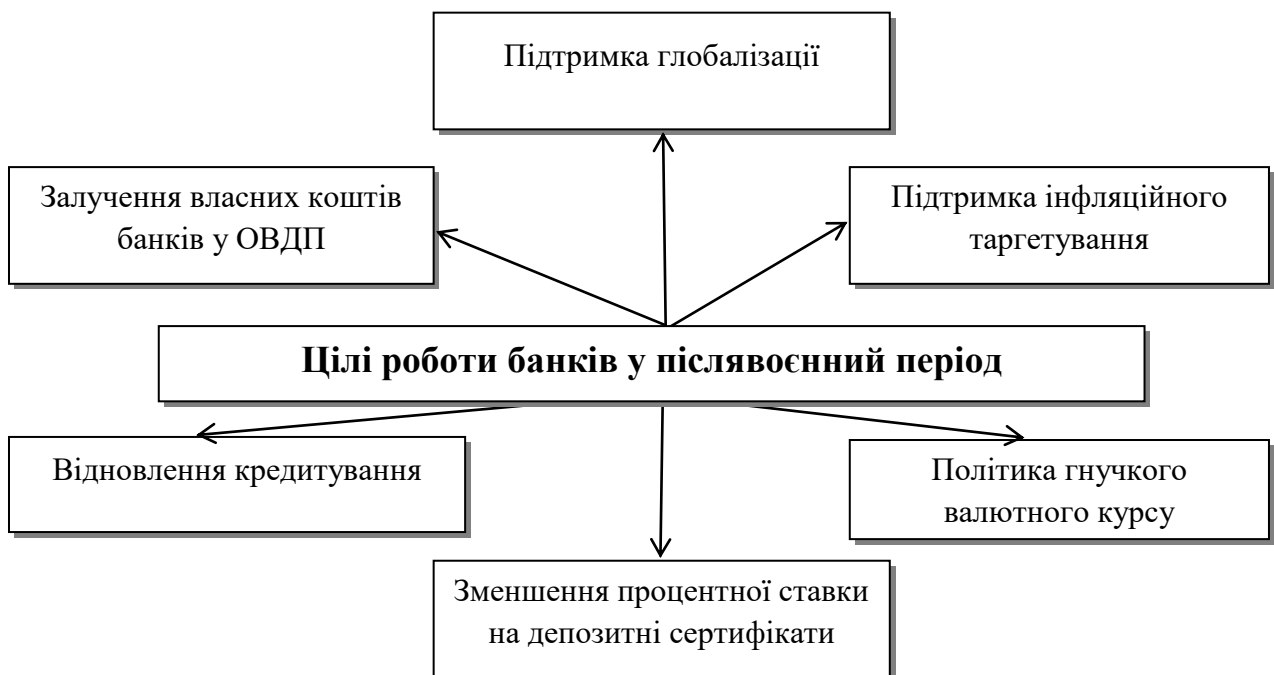 Підтримка глобалізації
Залучення власних коштів
банків у ОВДП
Підтримка інфляційного
таргетування
Цілі роботи банків у післявоєнний період
Відновлення кредитування
Політика гнучкого
валютного курсу
Зменшення процентної ставки
на депозитні сертифікати